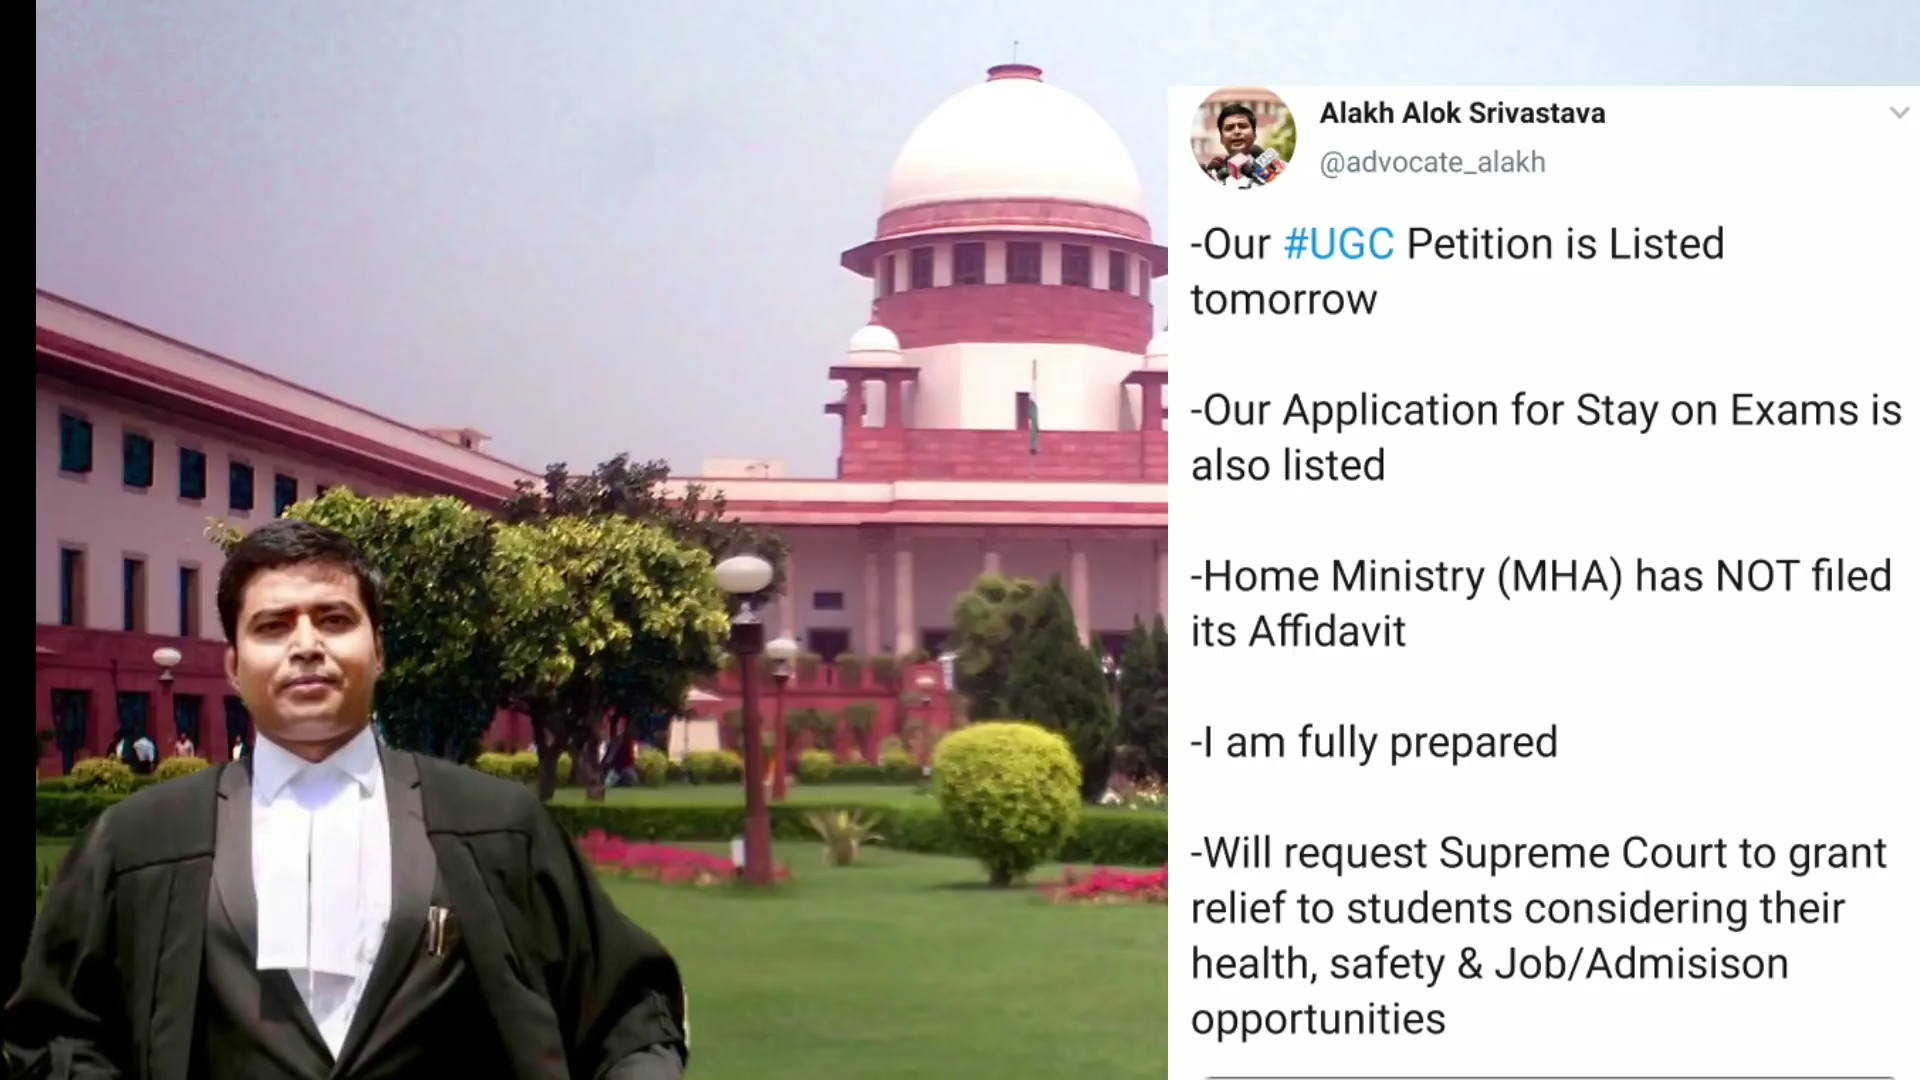 Alakh Alok Srivastava
@advocate_alakh
-Our #UGC Petition is Listed
tomorrow
-Our Application for Stay on Exams is
also listed
-Home Ministry (MHA) has NOT filed
its Affidavit
-I am fully prepared
-Will request Supreme Court to grant
relief to students considering their
health, safety & Job/Admisison
opportunities